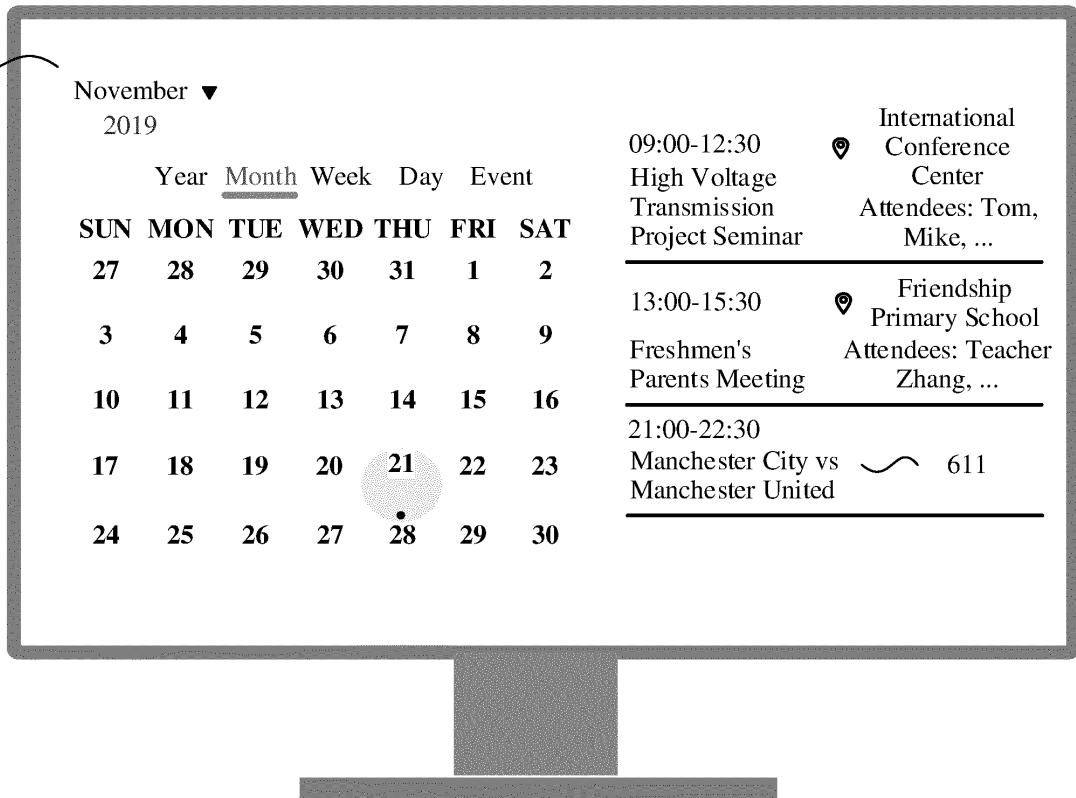 November ▼
2019
Year Month Week Day Event
SUN MON TUE WED THU FRI SAT
27 28 29 30 31 1 2
3 4 5 6 7 8 9
10 11 12 13 14 15 16
17 18 19 20 21 22 23
24 25 26 27 28 29 30
09:00-12:30
High Voltage
Transmission
Project Seminar
International
Conference
Center
Attendees: Tom,
Mike, ...
13:00-15:30
Freshmen's
Parents Meeting
Friendship
Primary School
Attendees: Teacher
Zhang, ...
21:00-22:30
Manchester City vs
Manchester United
611